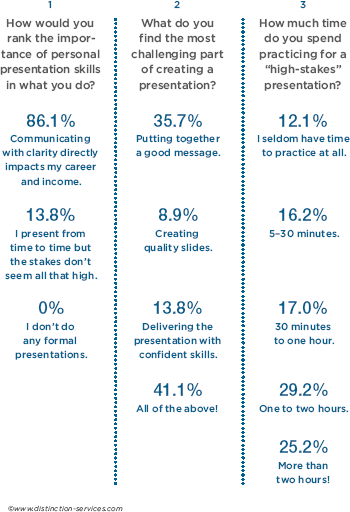 1
How would you
rank the impor-
tance of personal
presentation skills
in what you do?
86.1%
Communicating
with clarity directly
impacts my career
and income.
13.8%
I present from
time to time but
the stakes don't
seem all that high.
0%
I don't do
any formal
presentations.
2
What do you
find the most
challenging part
of creating a
presentation?
35.7%
Putting together
a good message.
8.9%
Creating
quality slides.
13.8%
Delivering the
presentation with
confident skills.
41.1%
All of the above!
3
How much time
do you spend
practicing for a
“high-stakes”
presentation?
12.1%
I seldom have time
to practice at all.
16.2%
5–30 minutes.
17.0%
30 minutes
to one hour.
29.2%
One to two hours.
25.2%
More than
two hours!
©www.distinction-services.com